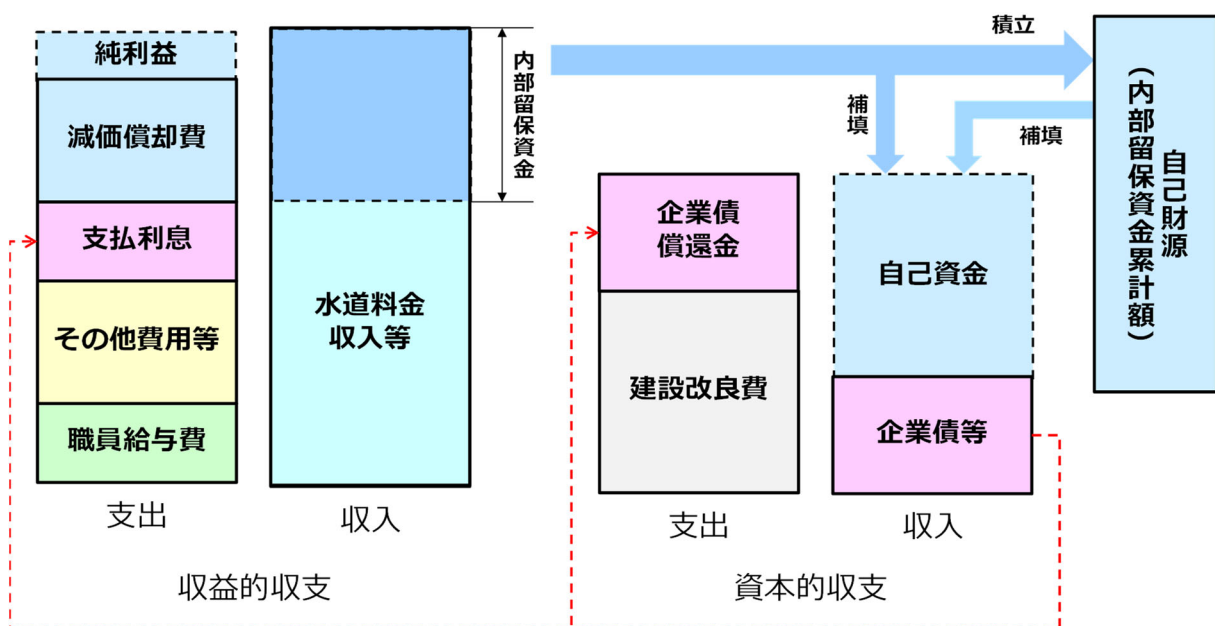 純利益
減価償却費
支払利息
その他費用等
職員給与費
支出
内部留保資金
水道料金
収入等
収入
収益的収支
積立
補填
補填
企業債
償還金
建設改良費
支出
自己資金
企業債等
収入
資本的収支
自己財源
（内部留保資金累計額）